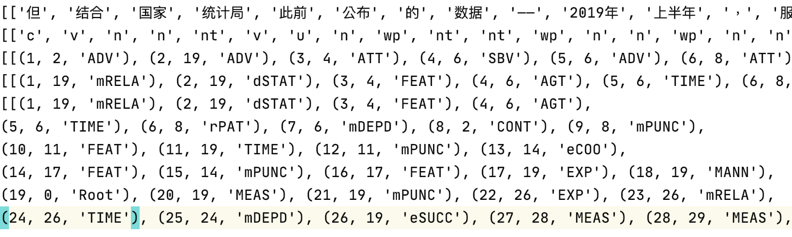 [['但', '结合', '国家', '统计局', '此前', '公布', '的', '数据', '——', '2019年', '上半年', ',', '服
[['c', 'v', 'n', 'n', 'nt', 'v', 'u', 'n', 'wp', 'nt', 'nt', 'wp', 'n', 'n', 'wp', 'n', 'n'
[[(1, 2, 'ADV'), (2, 19, 'ADV'), (3, 4, 'ATT'), (4, 6, 'SBV'), (5, 6, 'ADV'), (6, 8, 'ATT')
[[(1, 19, 'mRELA'), (2, 19, 'dSTAT'), (3, 4, 'FEAT'), (4, 6, 'AGT'), (5, 6, 'TIME'), (6, 8,
[[(1, 19, 'mRELA'), (2, 19, 'dSTAT'), (3, 4, 'FEAT'), (4, 6, 'AGT'),
(5, 6, 'TIME'), (6, 8, 'rPAT'), (7, 6, 'mDEPD'), (8, 2, 'CONT'), (9, 8, 'mPUNC'),
(10, 11, 'FEAT'), (11, 19, 'TIME'), (12, 11, 'mPUNC'), (13, 14, 'eCOO'),
(14, 17, 'FEAT'), (15, 14, 'mPUNC'), (16, 17, 'FEAT'), (17, 19, 'EXP'), (18, 19, 'MANN'),
(19, 0, 'Root'), (20, 19, 'MEAS'), (21, 19, 'mPUNC'), (22, 26, 'EXP'), (23, 26, 'mRELA'),
(24, 26, 'TIME'), (25, 24, 'mDEPD'), (26, 19, 'eSUCC'), (27, 28, 'MEAS'), (28, 29, 'MEAS'),